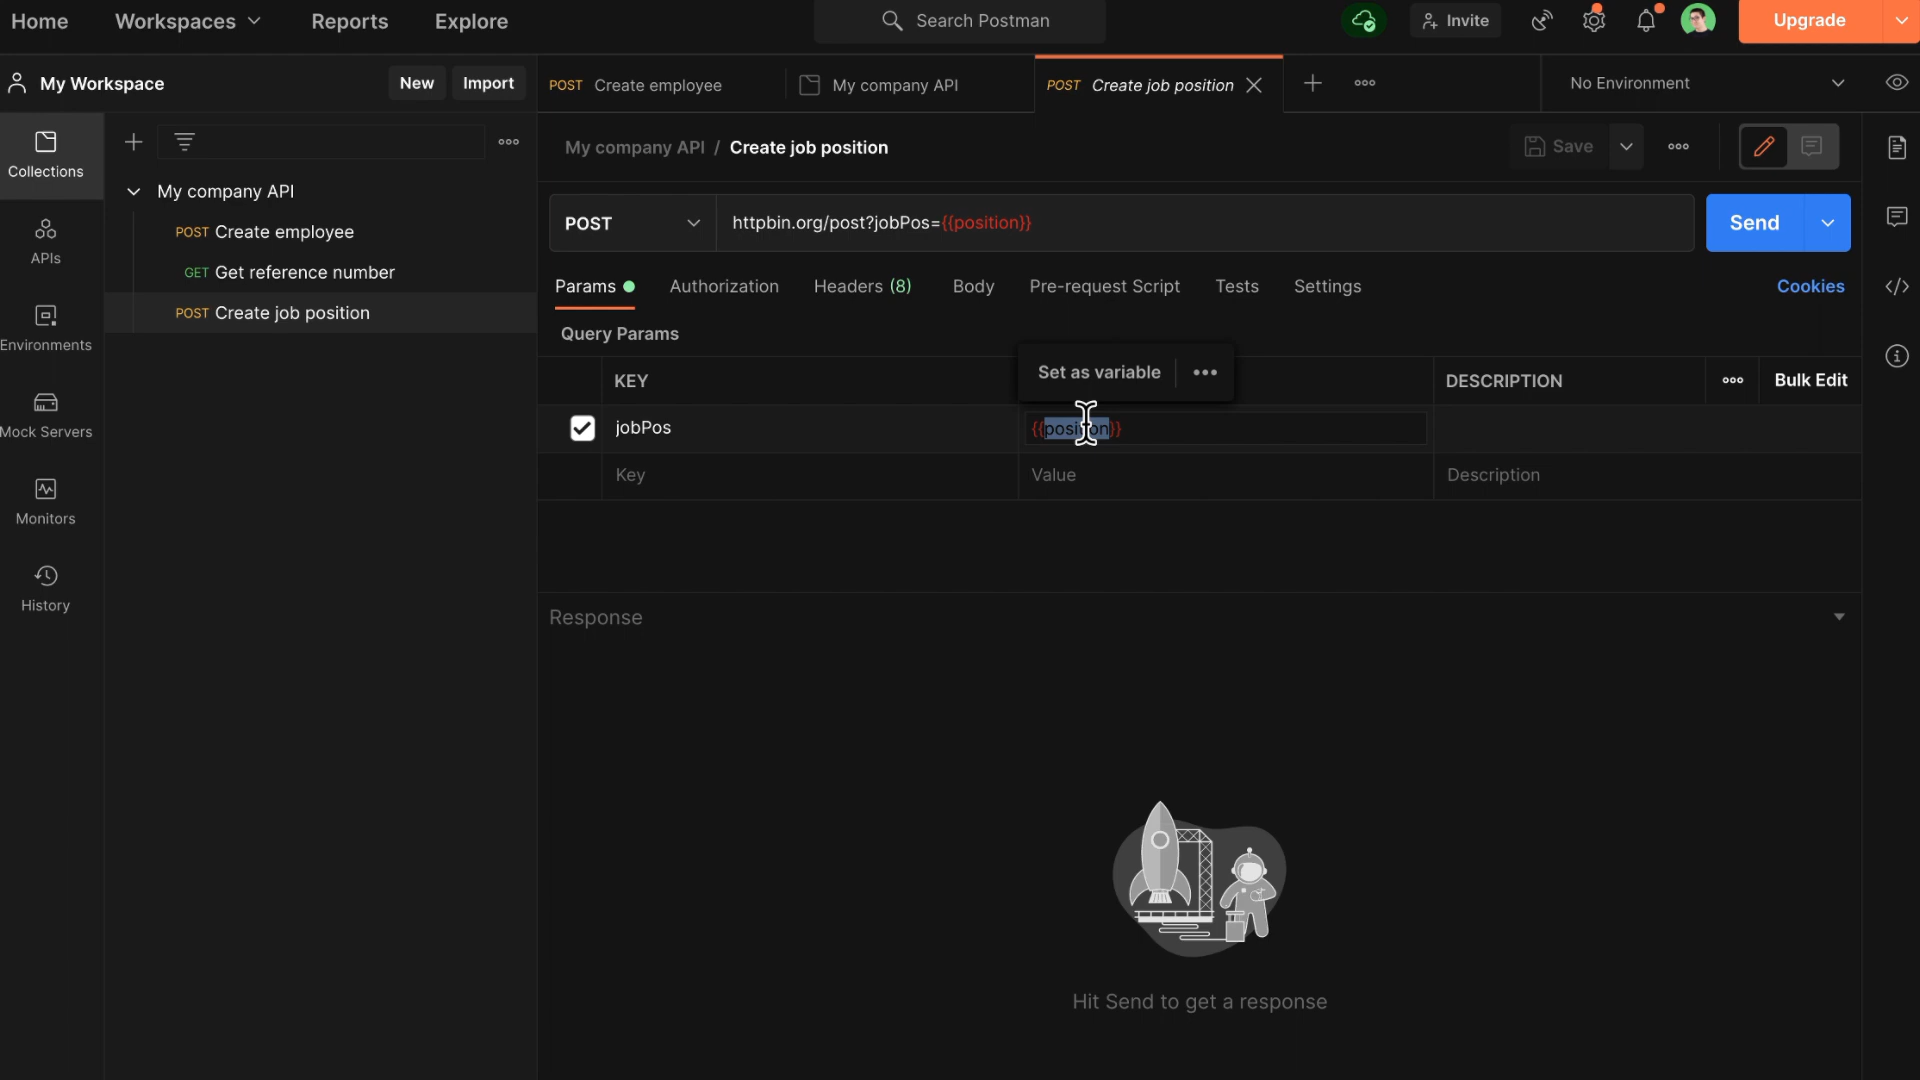 Home Workspaces Reports Explore Search Postman Invite Upgrade
My Workspace New Import POST Create employee My company API POST Create job position No Environment
Collections
My company API / Create job position Save
My company API
POST Create employee
GET Get reference number
POST Create job position
APIs
Environments
Mock Servers
Monitors
History
POST httpbin.org/post?jobPos={{position}} Send
Params Authorization Headers (8) Body Pre-request Script Tests Settings Cookies
Query Params
Set as variable
KEY DESCRIPTION Bulk Edit
jobPos {{position}}
Key Value Description
Response
Hit Send to get a response